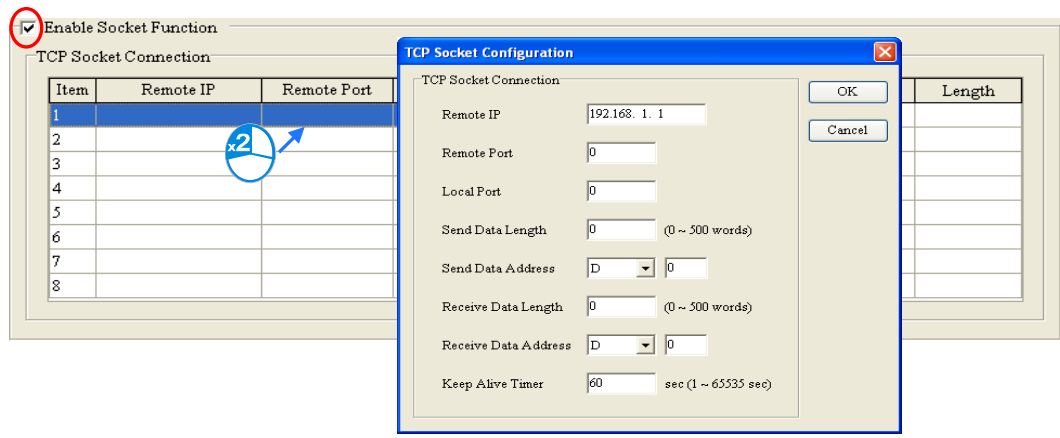 Enable Socket Function
TCP Socket Connection
Item Remote IP Remote Port Length
1
2
3
4
5
6
7
8
x2
TCP Socket Configuration
TCP Socket Connection
OK
Cancel
Remote IP 192.168. 1. 1
Remote Port 0
Local Port 0
Send Data Length 0 (0 ~ 500 words)
Send Data Address D 0
Receive Data Length 0 (0 ~ 500 words)
Receive Data Address D 0
Keep Alive Timer 60 sec (1 ~ 65535 sec)